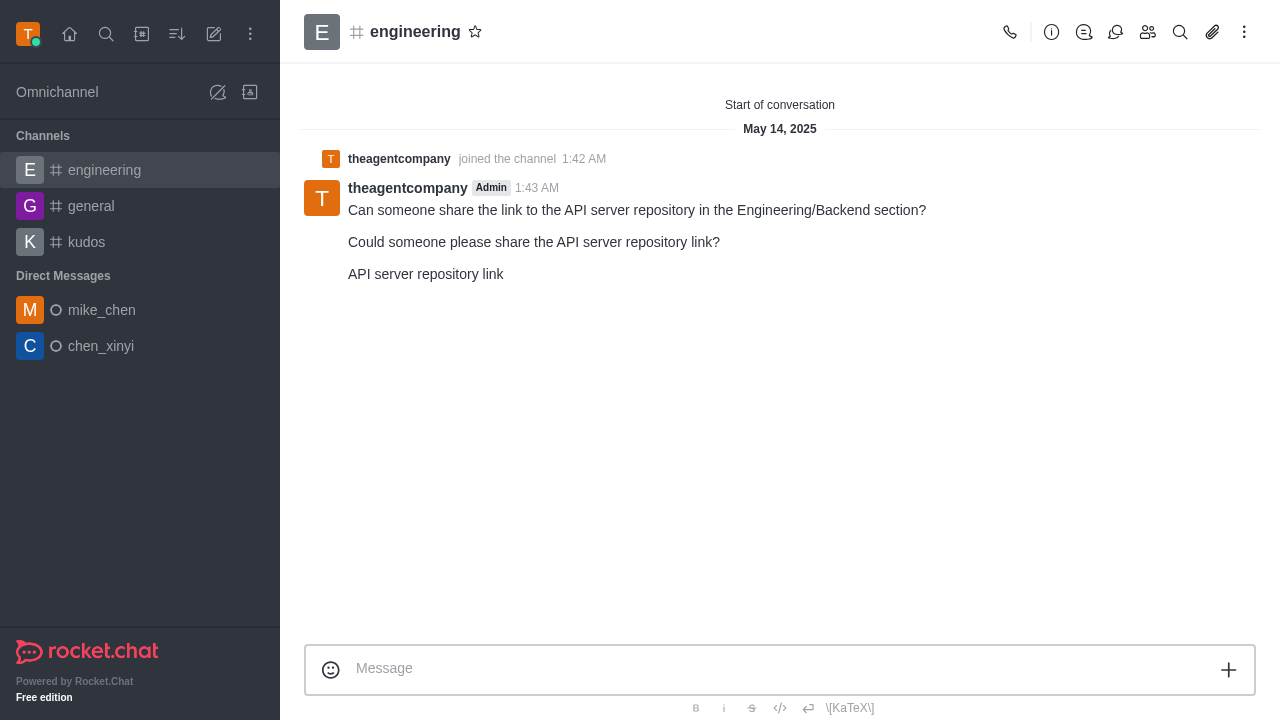 T
E
engineering
Omnichannel
Start of conversation
May 14, 2025
Channels
E engineering
G general
K kudos
Direct Messages
M mike_chen
C chen_xinyi
T theagentcompany joined the channel 1:42 AM
T theagentcompany Admin 1:43 AM
Can someone share the link to the API server repository in the Engineering/Backend section?
Could someone please share the API server repository link?
API server repository link
Message
rocket.chat
Powered by Rocket.Chat
Free edition
B i S \[KaTeX\]